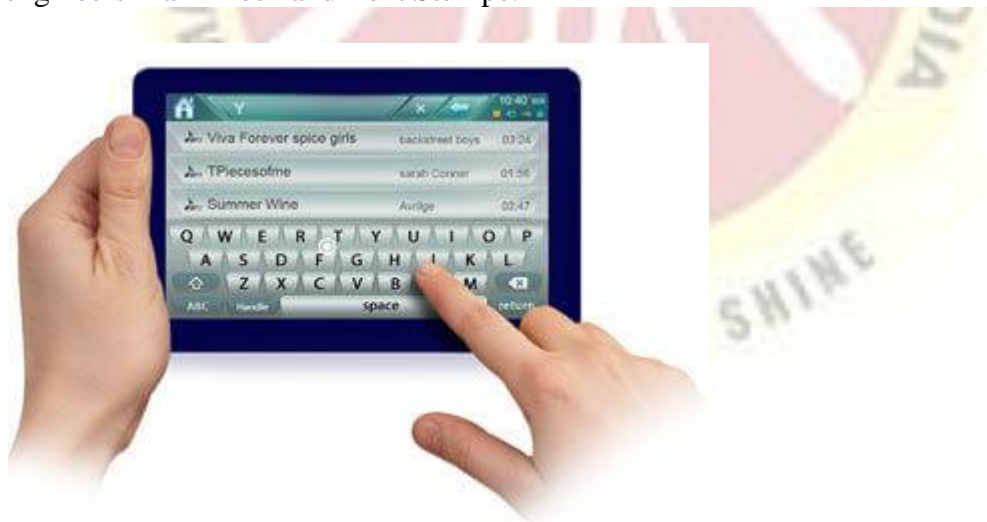 Y
10:40
Viva Forever spice girls backstreet boys 03:24
TPiecesofme sarah Conner 01:56
Summer Wine Avrilge 03:47
Q W E R T Y U I O P
A S D F G H J K L
Z X C V B M
ABC Handle space return
SHINE